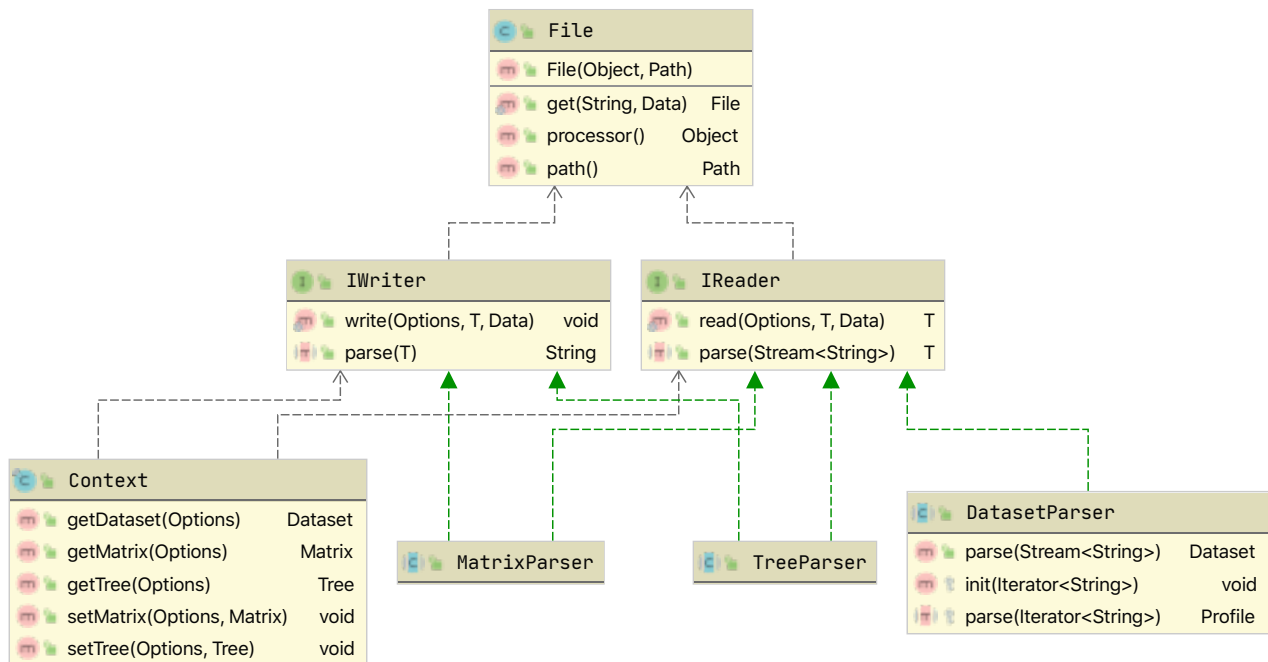 File
File(Object, Path)
get(String, Data) File
processor() Object
path() Path
IWriter
write(Options, T, Data) void
parse(T) String
IReader
read(Options, T, Data) T
parse(Stream<String>) T
Context
getDataset(Options) Dataset
getMatrix(Options) Matrix
getTree(Options) Tree
setMatrix(Options, Matrix) void
setTree(Options, Tree) void
MatrixParser
TreeParser
DatasetParser
parse(Stream<String>) Dataset
init(Iterator<String>) void
parse(Iterator<String>) Profile